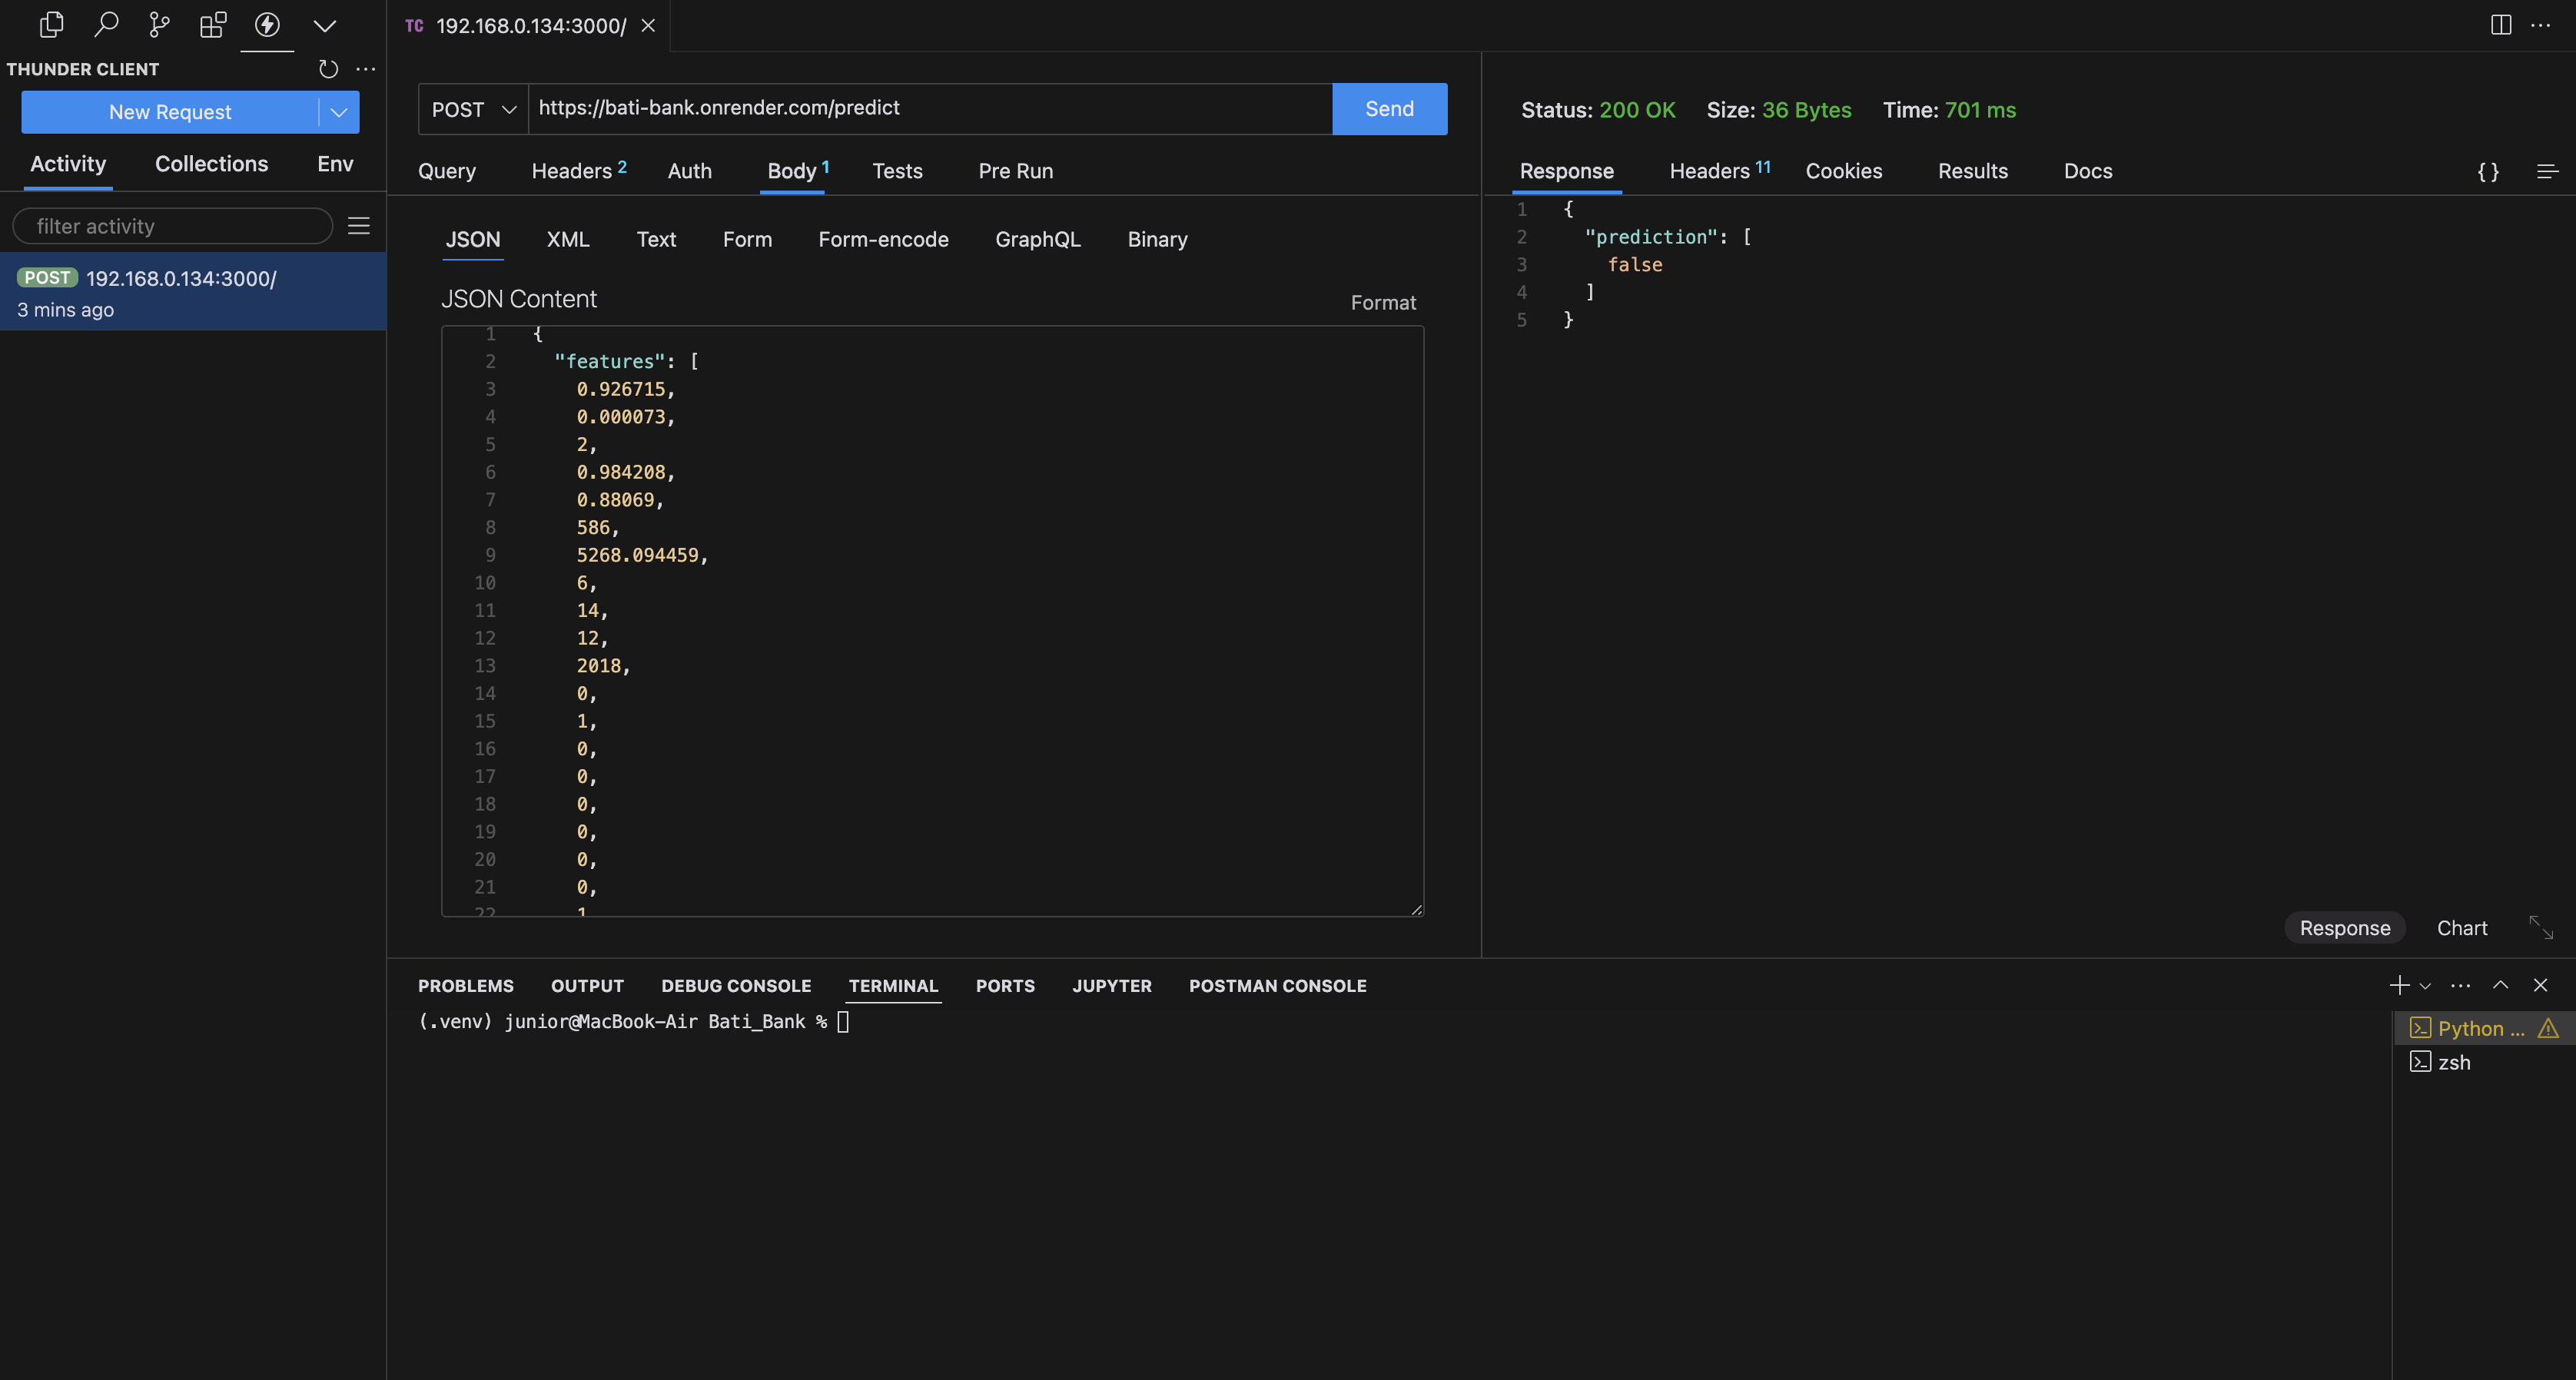 TC 192.168.0.134:3000/
THUNDER CLIENT
New Request
Activity Collections Env
filter activity
POST 192.168.0.134:3000/
3 mins ago
POST https://bati-bank.onrender.com/predict Send
Query Headers 2 Auth Body 1 Tests Pre Run
JSON XML Text Form Form-encode GraphQL Binary
JSON Content Format
1 {
2 "features": [
3 0.926715,
4 0.000073,
5 2,
6 0.984208,
7 0.88069,
8 586,
9 5268.094459,
10 6,
11 14,
12 12,
13 2018,
14 0,
15 1,
16 0,
17 0,
18 0,
19 0,
20 0,
21 0,
22 1
Status: 200 OK Size: 36 Bytes Time: 701 ms
Response Headers 11 Cookies Results Docs {}
1 {
2 "prediction": [
3 false
4 ]
5 }
Response Chart
PROBLEMS OUTPUT DEBUG CONSOLE TERMINAL PORTS JUPYTER POSTMAN CONSOLE
(.venv) junior@MacBook-Air Bati_Bank %
Python ...
zsh